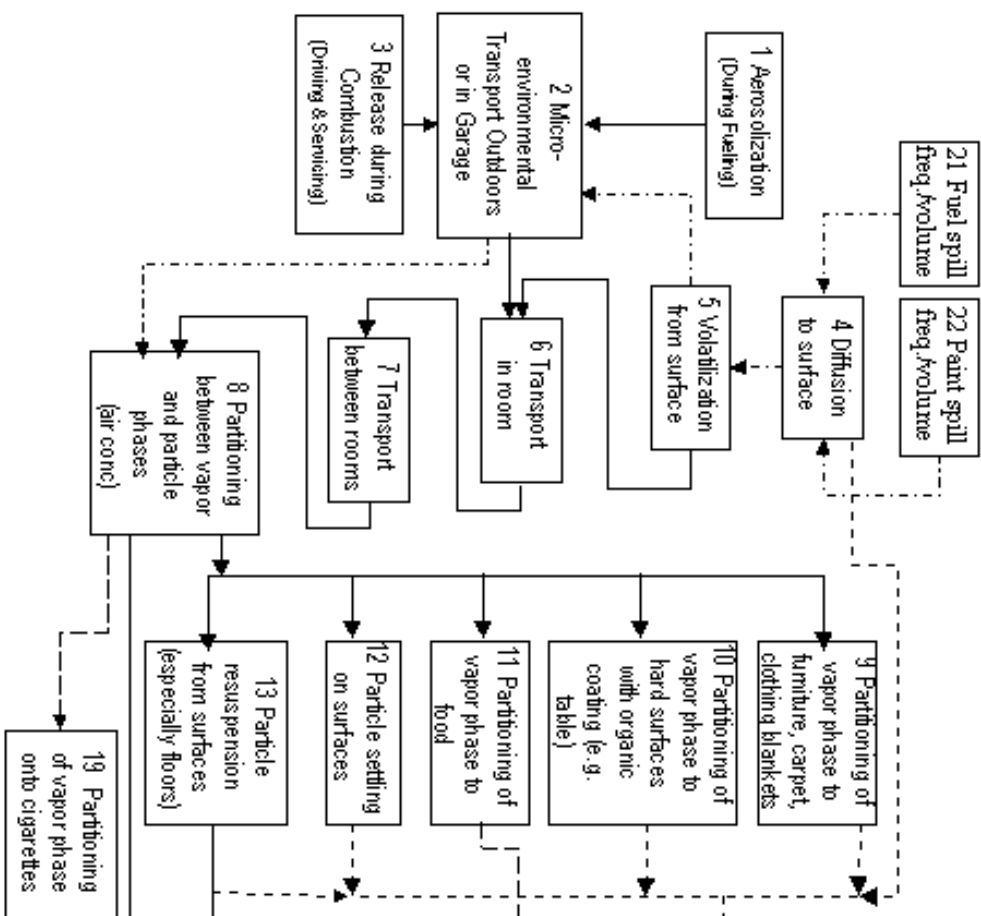 1 Aerosolization
(During Fueling)
2 Micro-
environmental
Transport Outdoors
or in Garage
3 Release during
Combustion
(Driving & Servicing)
21 Fuel spill
freq./volume
22 Paint spill
freq./volume
4 Diffusion
to surface
5 Volatilization
from surface
6 Transport
in room
7 Transport
between rooms
8 Partitioning
between vapor
and particle
phases
(air conc)
9 Partitioning of
vapor phase to
furniture, carpet,
clothing blankets
10 Partitioning of
vapor phase to
hard surfaces
with organic
coating (e.g.
table)
11 Partitioning of
vapor phase to
food
12 Particle settling
on surfaces
13 Particle
resuspension
from surfaces
(especially floors)
19 Partitioning
of vapor phase
onto cigarettes